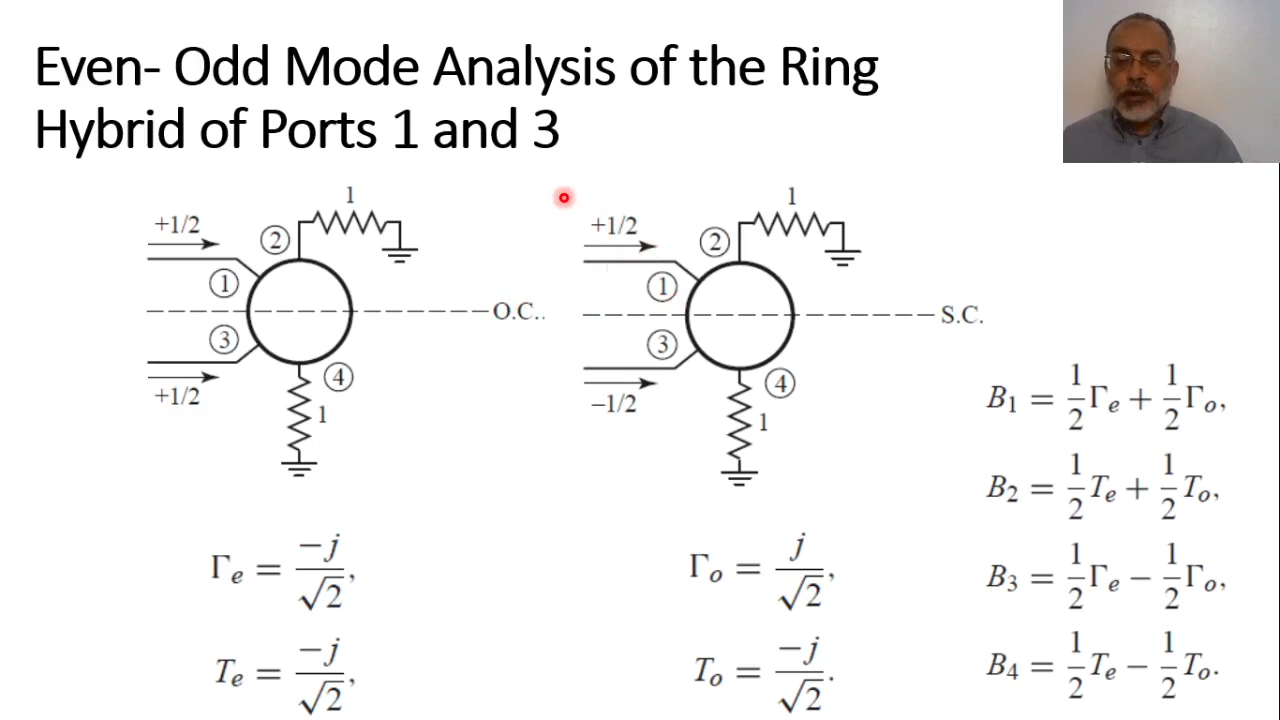 Even- Odd Mode Analysis of the Ring
Hybrid of Ports 1 and 3
1
+1/2
②
①
O.C..
③
④
+1/2
1
1
+1/2
②
①
S.C.
③
④
−1/2
1
Γₑ = −j/√2,
Tₑ = −j/√2,
Γₒ = j/√2,
Tₒ = −j/√2.
B₁ = 1/2 Γₑ + 1/2 Γₒ,
B₂ = 1/2 Tₑ + 1/2 Tₒ,
B₃ = 1/2 Γₑ − 1/2 Γₒ,
B₄ = 1/2 Tₑ − 1/2 Tₒ.